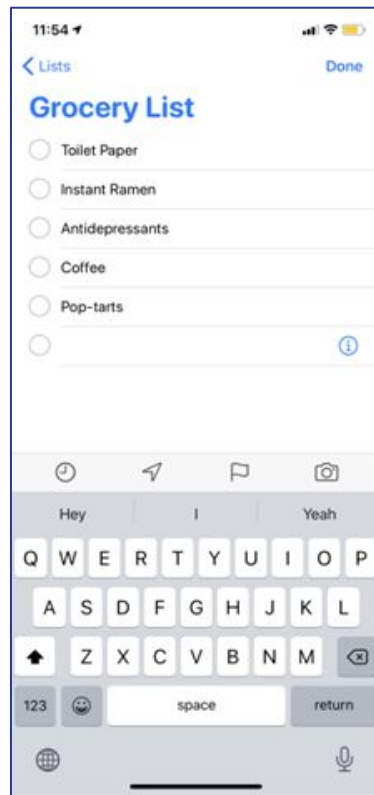 11:54
Lists
Done
Grocery List
Toilet Paper
Instant Ramen
Antidepressants
Coffee
Pop-tarts
Hey I Yeah
Q W E R T Y U I O P
A S D F G H J K L
Z X C V B N M
123 space return